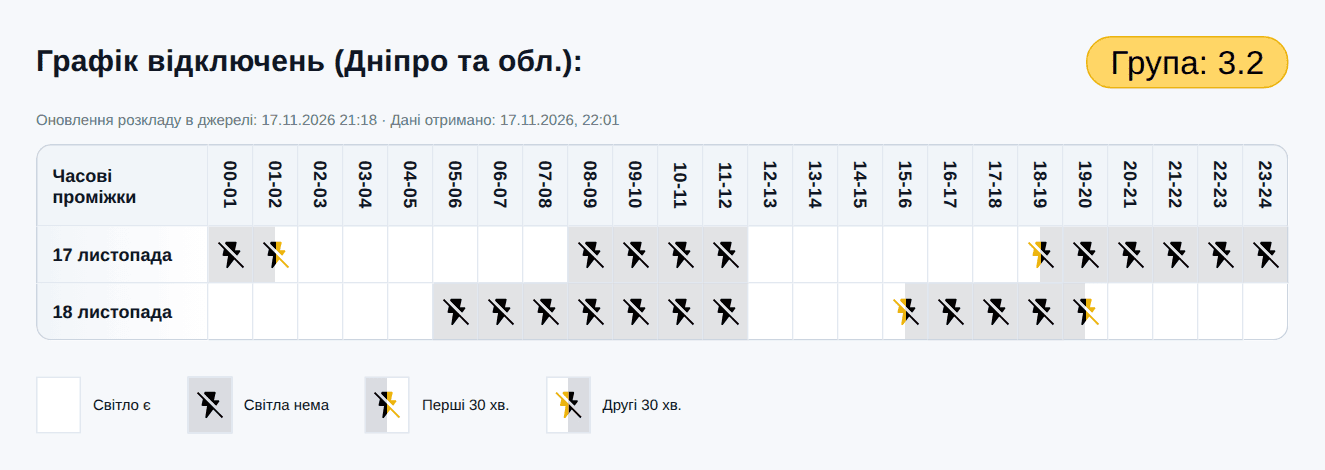 Графік відключень (Дніпро та обл.):
Група: 3.2
Оновлення розкладу в джерелі: 17.11.2026 21:18 · Дані отримано: 17.11.2026, 22:01
Часові
проміжки
00-01 01-02 02-03 03-04 04-05 05-06 06-07 07-08 08-09 09-10 10-11 11-12 12-13 13-14 14-15 15-16 16-17 17-18 18-19 19-20 20-21 21-22 22-23 23-24
17 листопада
18 листопада
Світло є Світла нема Перші 30 хв. Другі 30 хв.